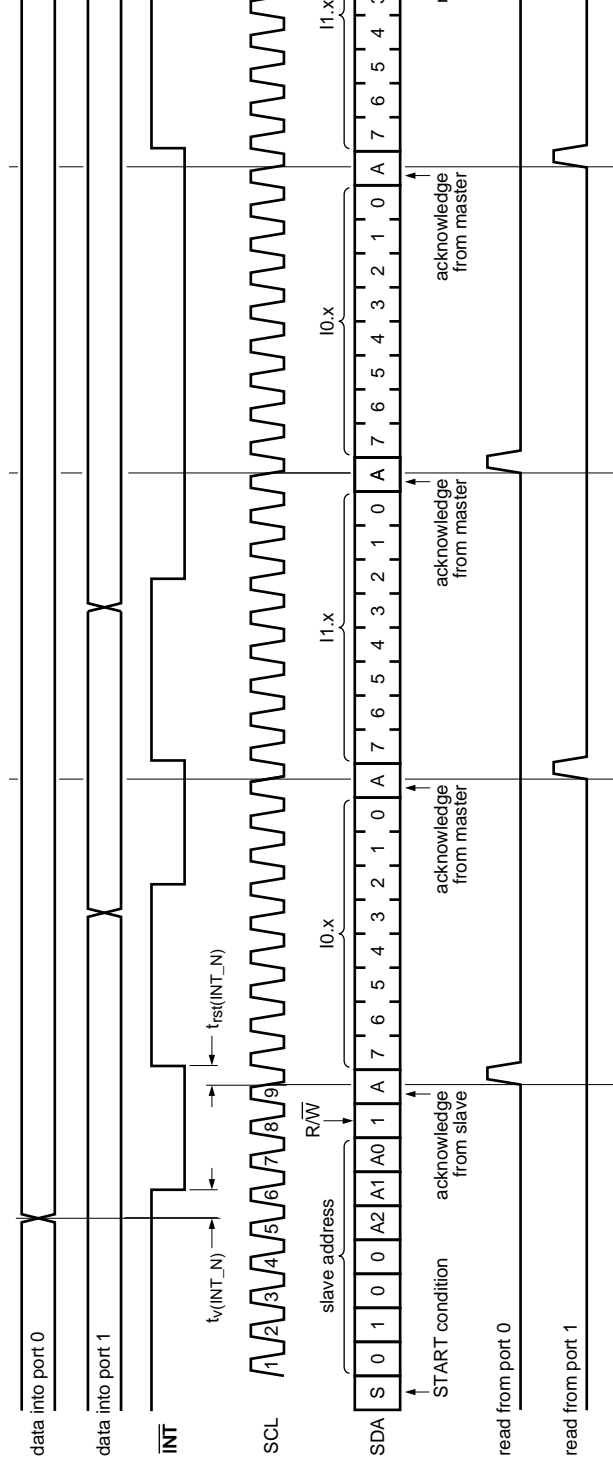 data into port 0
data into port 1
INT
tv(INT_N) trst(INT_N)
SCL 1 2 3 4 5 6 7 8 9
slave address R/W I0.x I1.x I0.x I1.x
SDA S 0 1 0 0 A2 A1 A0 1 A 7 6 5 4 3 2 1 0 A 7 6 5 4 3 2 1 0 A 7 6 5 4 3 2 1 0 A 7 6 5 4
START condition
acknowledge
from slave
acknowledge
from master
acknowledge
from master
acknowledge
from master
read from port 0
read from port 1